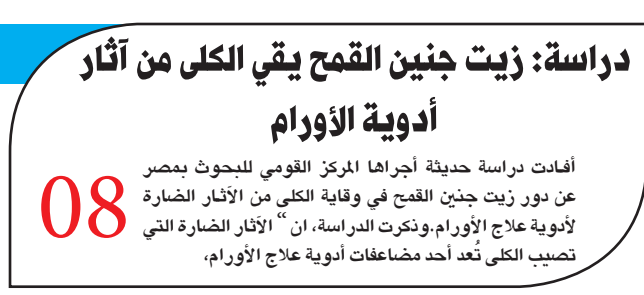 دراسة: زيت جنين القمح يقي الكلى من آثار
أدوية الأورام
أفادت دراسة حديثة أجراها المركز القومي للبحوث بمصر
عن دور زيت جنين القمح في وقاية الكلى من الآثار الضارة
لأدوية علاج الأورام.وذكرت الدراسة، ان “ الآثار الضارة التي
تصيب الكلى تُعد أحد مضاعفات أدوية علاج الأورام،
08